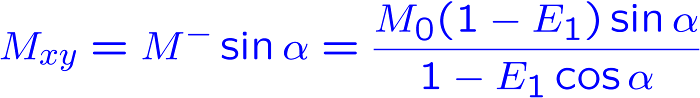 M_{xy} = M^- \sin \alpha = \frac{M_0(1 - E_1) \sin \alpha}{1 - E_1 \cos \alpha}